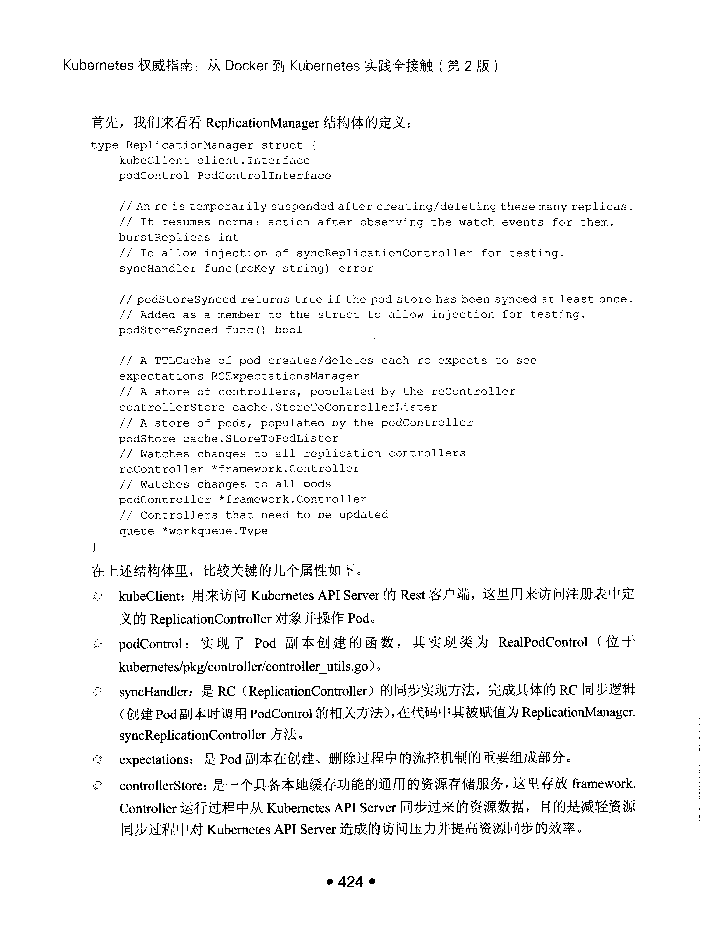 Kubernetes 权威指南：从 Docker 到 Kubernetes 实践全接触（第 2 版）
首先，我们来看看 ReplicationManager 结构体的定义：
type ReplicationManager struct {
kubeClient client.Interface
podControl PodControlInterface
// An rc is temporarily suspended after creating/deleting these many replicas.
// It resumes normal action after observing the watch events for them.
burstReplicas int
// To allow injection of syncReplicationController for testing.
syncHandler func(rcKey string) error
// podStoreSynced returns true if the pod store has been synced at least once.
// Added as a member to the struct to allow injection for testing.
podStoreSynced func() bool
// A TTLCache of pod creates/deletes each rc expects to see
expectations RCExpectationsManager
// A store of controllers, populated by the rcController
controllerStore cache.StoreToControllerLister
// A store of pods, populated by the podController
podStore cache.StoreToPodLister
// Watches changes to all replication controllers
rcController *framework.Controller
// Watches changes to all pods
podController *framework.Controller
// Controllers that need to be updated
queue *workqueue.Type
}
在上述结构体里，比较关键的几个属性如下。
kubeClient：用来访问 Kubernetes API Server 的 Rest 客户端，这里用来访问注册表中定
义的 ReplicationController 对象并操作 Pod。
podControl：实现了 Pod 副本创建的函数，其实现类为 RealPodControl（位于
kubernetes/pkg/controller/controller_utils.go）。
syncHandler：是 RC（ReplicationController）的同步实现方法，完成具体的 RC 同步逻辑
（创建 Pod 副本时调用 PodControl 的相关方法），在代码中其被赋值为 ReplicationManager.
syncReplicationController 方法。
expectations：是 Pod 副本在创建、删除过程中的流控机制的重要组成部分。
controllerStore：是一个具备本地缓存功能的通用的资源存储服务，这里存放 framework.
Controller 运行过程中从 Kubernetes API Server 同步过来的资源数据，目的是减轻资源
同步过程中对 Kubernetes API Server 造成的访问压力并提高资源同步的效率。
• 424 •